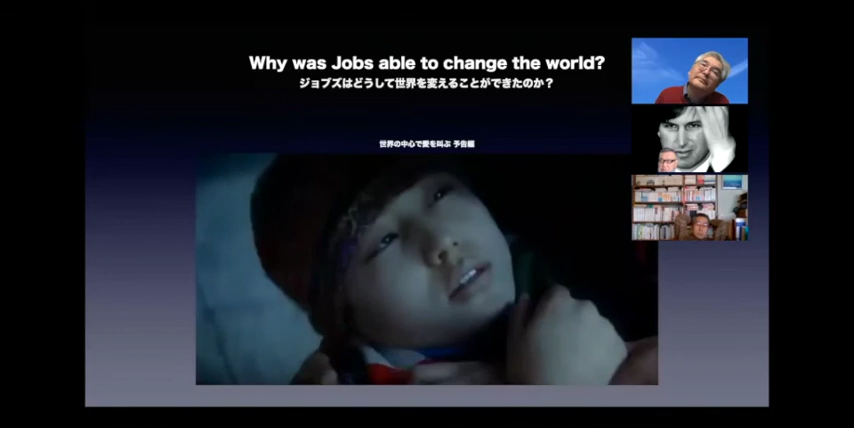 Why was Jobs able to change the world?
ジョブズはどうして世界を変えることができたのか？
世界の中心で愛を叫ぶ 予告編